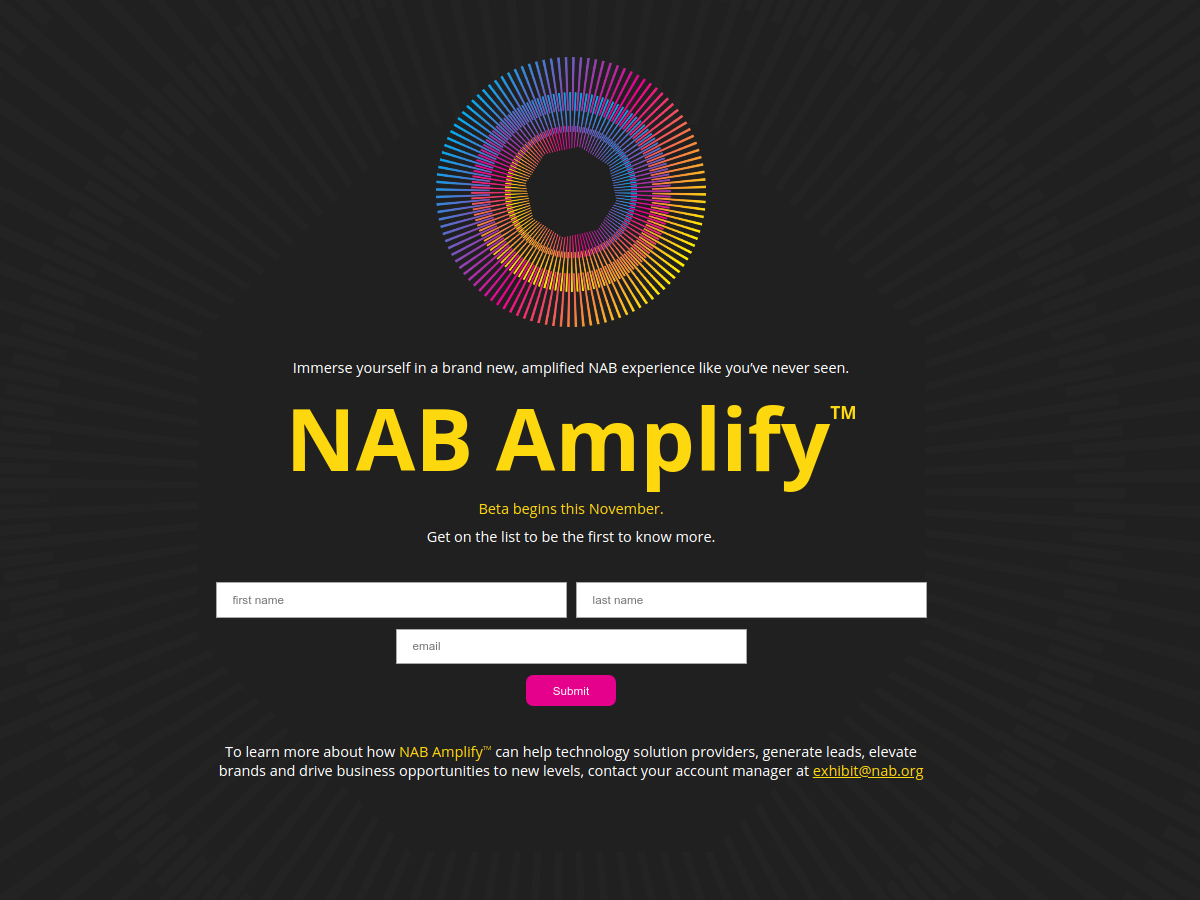 Immerse yourself in a brand new, amplified NAB experience like you’ve never seen.
NAB Amplify™
Beta begins this November.
Get on the list to be the first to know more.
first name
last name
email
Submit
To learn more about how NAB Amplify™ can help technology solution providers, generate leads, elevate
brands and drive business opportunities to new levels, contact your account manager at exhibit@nab.org